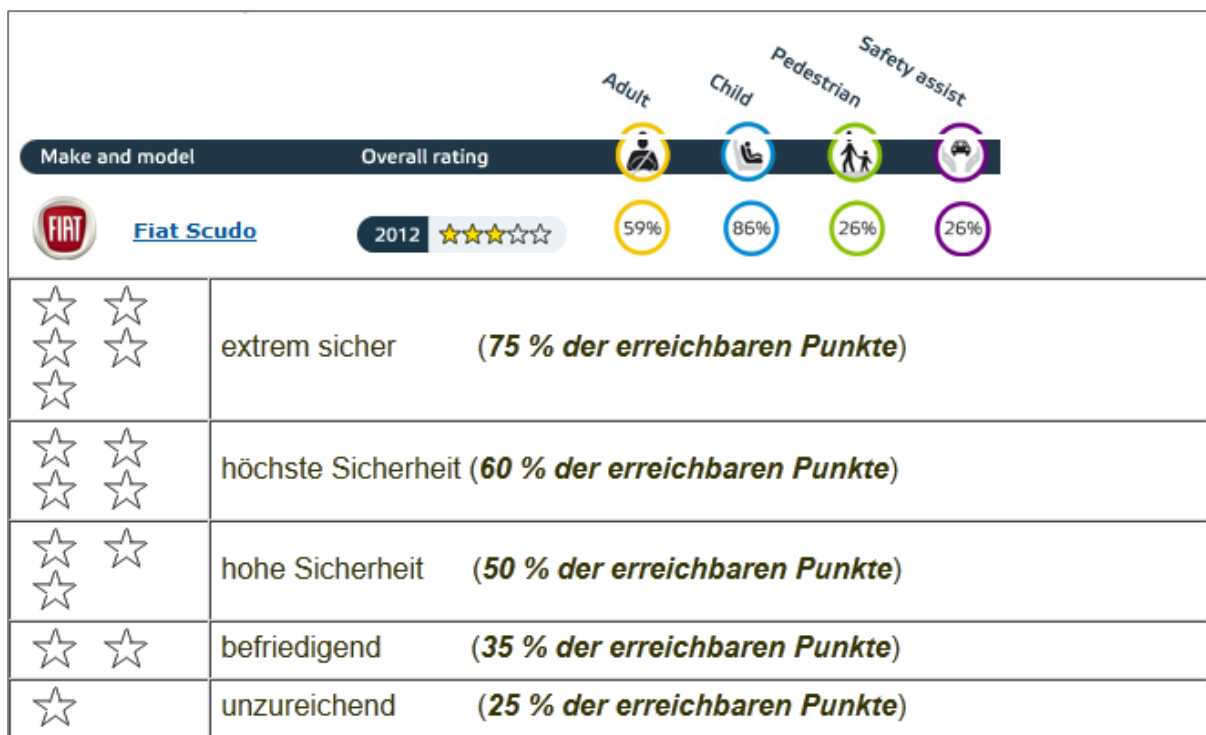 Adult Child Pedestrian Safety assist
Make and model Overall rating
FIAT Fiat Scudo 2012 59% 86% 26% 26%
extrem sicher (75 % der erreichbaren Punkte)
höchste Sicherheit (60 % der erreichbaren Punkte)
hohe Sicherheit (50 % der erreichbaren Punkte)
befriedigend (35 % der erreichbaren Punkte)
unzureichend (25 % der erreichbaren Punkte)